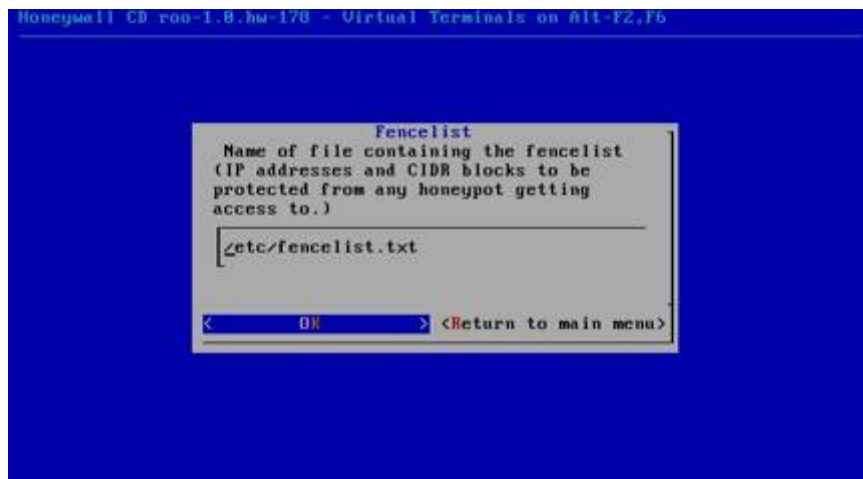 Honeywall CD roo-1.0.hw-178 - Virtual Terminals on Alt-F2,F6
Fencelist
Name of file containing the fencelist
(IP addresses and CIDR blocks to be
protected from any honeypot getting
access to.)
/etc/fencelist.txt
< OK > <Return to main menu>